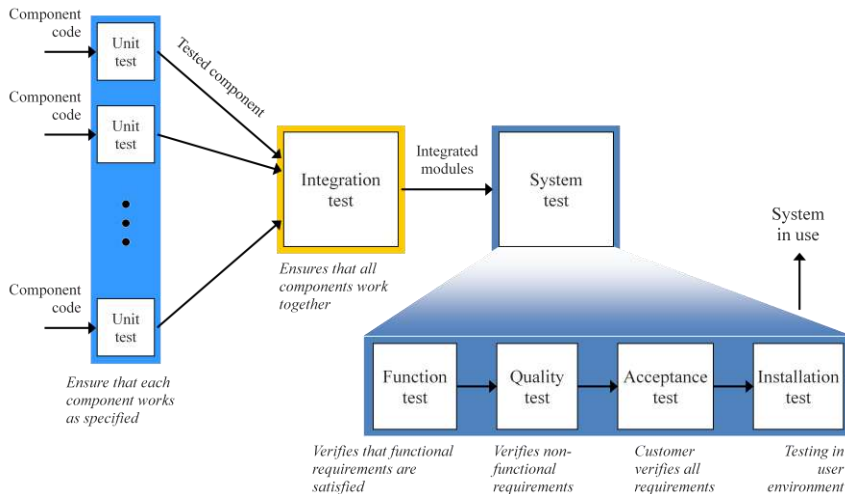 Component
code
Unit
test
Tested component
Component
code
Unit
test
Component
code
Unit
test
Ensure that each
component works
as specified
Integration
test
Ensures that all
components work
together
Integrated
modules
System
test
System
in use
Function
test
Quality
test
Acceptance
test
Installation
test
Verifies that functional
requirements are
satisfied
Verifies non-
functional
requirements
Customer
verifies all
requirements
Testing in
user
environment